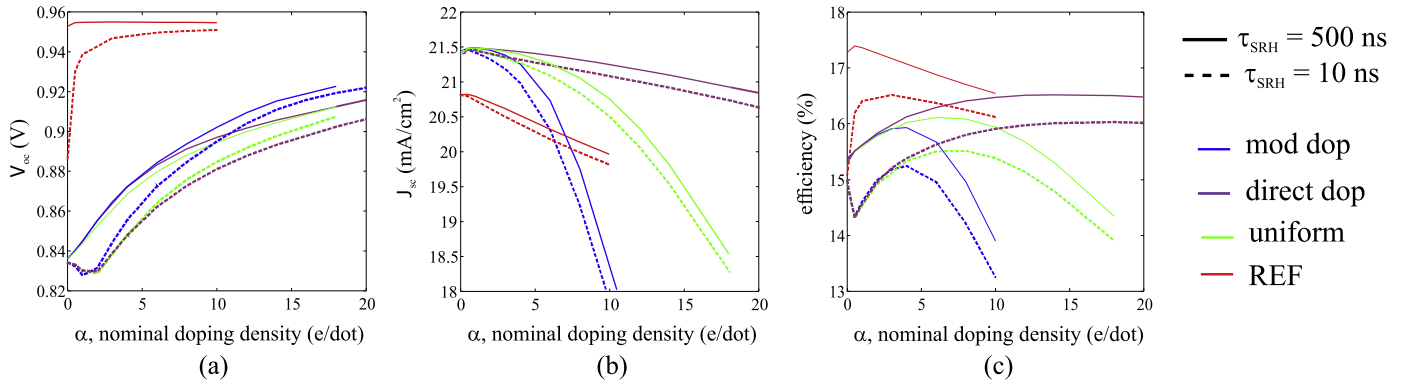 0.96
0.94
0.92
0.9
0.88
0.86
0.84
0.82
V_oc (V)
0 5 10 15 20
α, nominal doping density (e/dot)
(a)
22
21.5
21
20.5
20
19.5
19
18.5
18
J_sc (mA/cm²)
0 5 10 15 20
α, nominal doping density (e/dot)
(b)
18
17
16
15
14
13
efficiency (%)
0 5 10 15 20
α, nominal doping density (e/dot)
(c)
τ_SRH = 500 ns
τ_SRH = 10 ns
mod dop
direct dop
uniform
REF